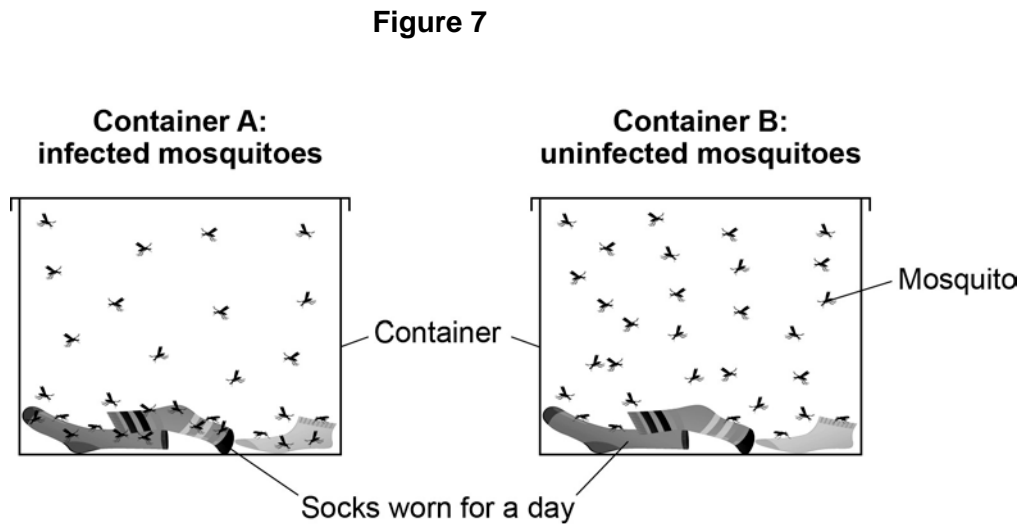 Figure 7
Container A:
infected mosquitoes
Container B:
uninfected mosquitoes
Mosquito
Container
Socks worn for a day